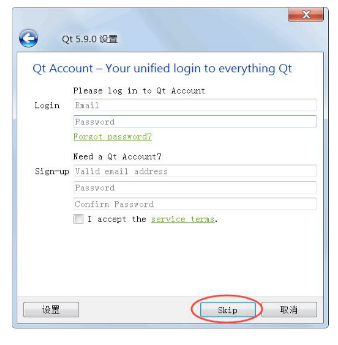 Qt 5.9.0 设置
Qt Account – Your unified login to everything Qt
Please log in to Qt Account
Login Email
Password
Forgot password?
Need a Qt Account?
Sign-up Valid email address
Password
Confirm Password
I accept the service terms.
设置 Skip 取消